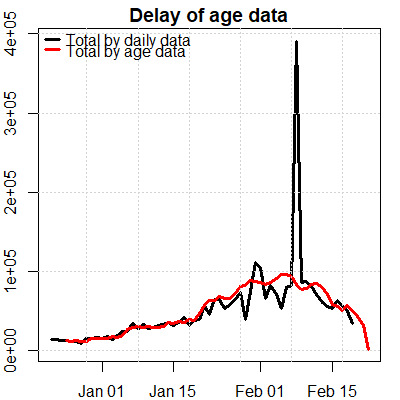 Delay of age data
Total by daily data
Total by age data
4e+05
3e+05
2e+05
1e+05
0e+00
Jan 01
Jan 15
Feb 01
Feb 15